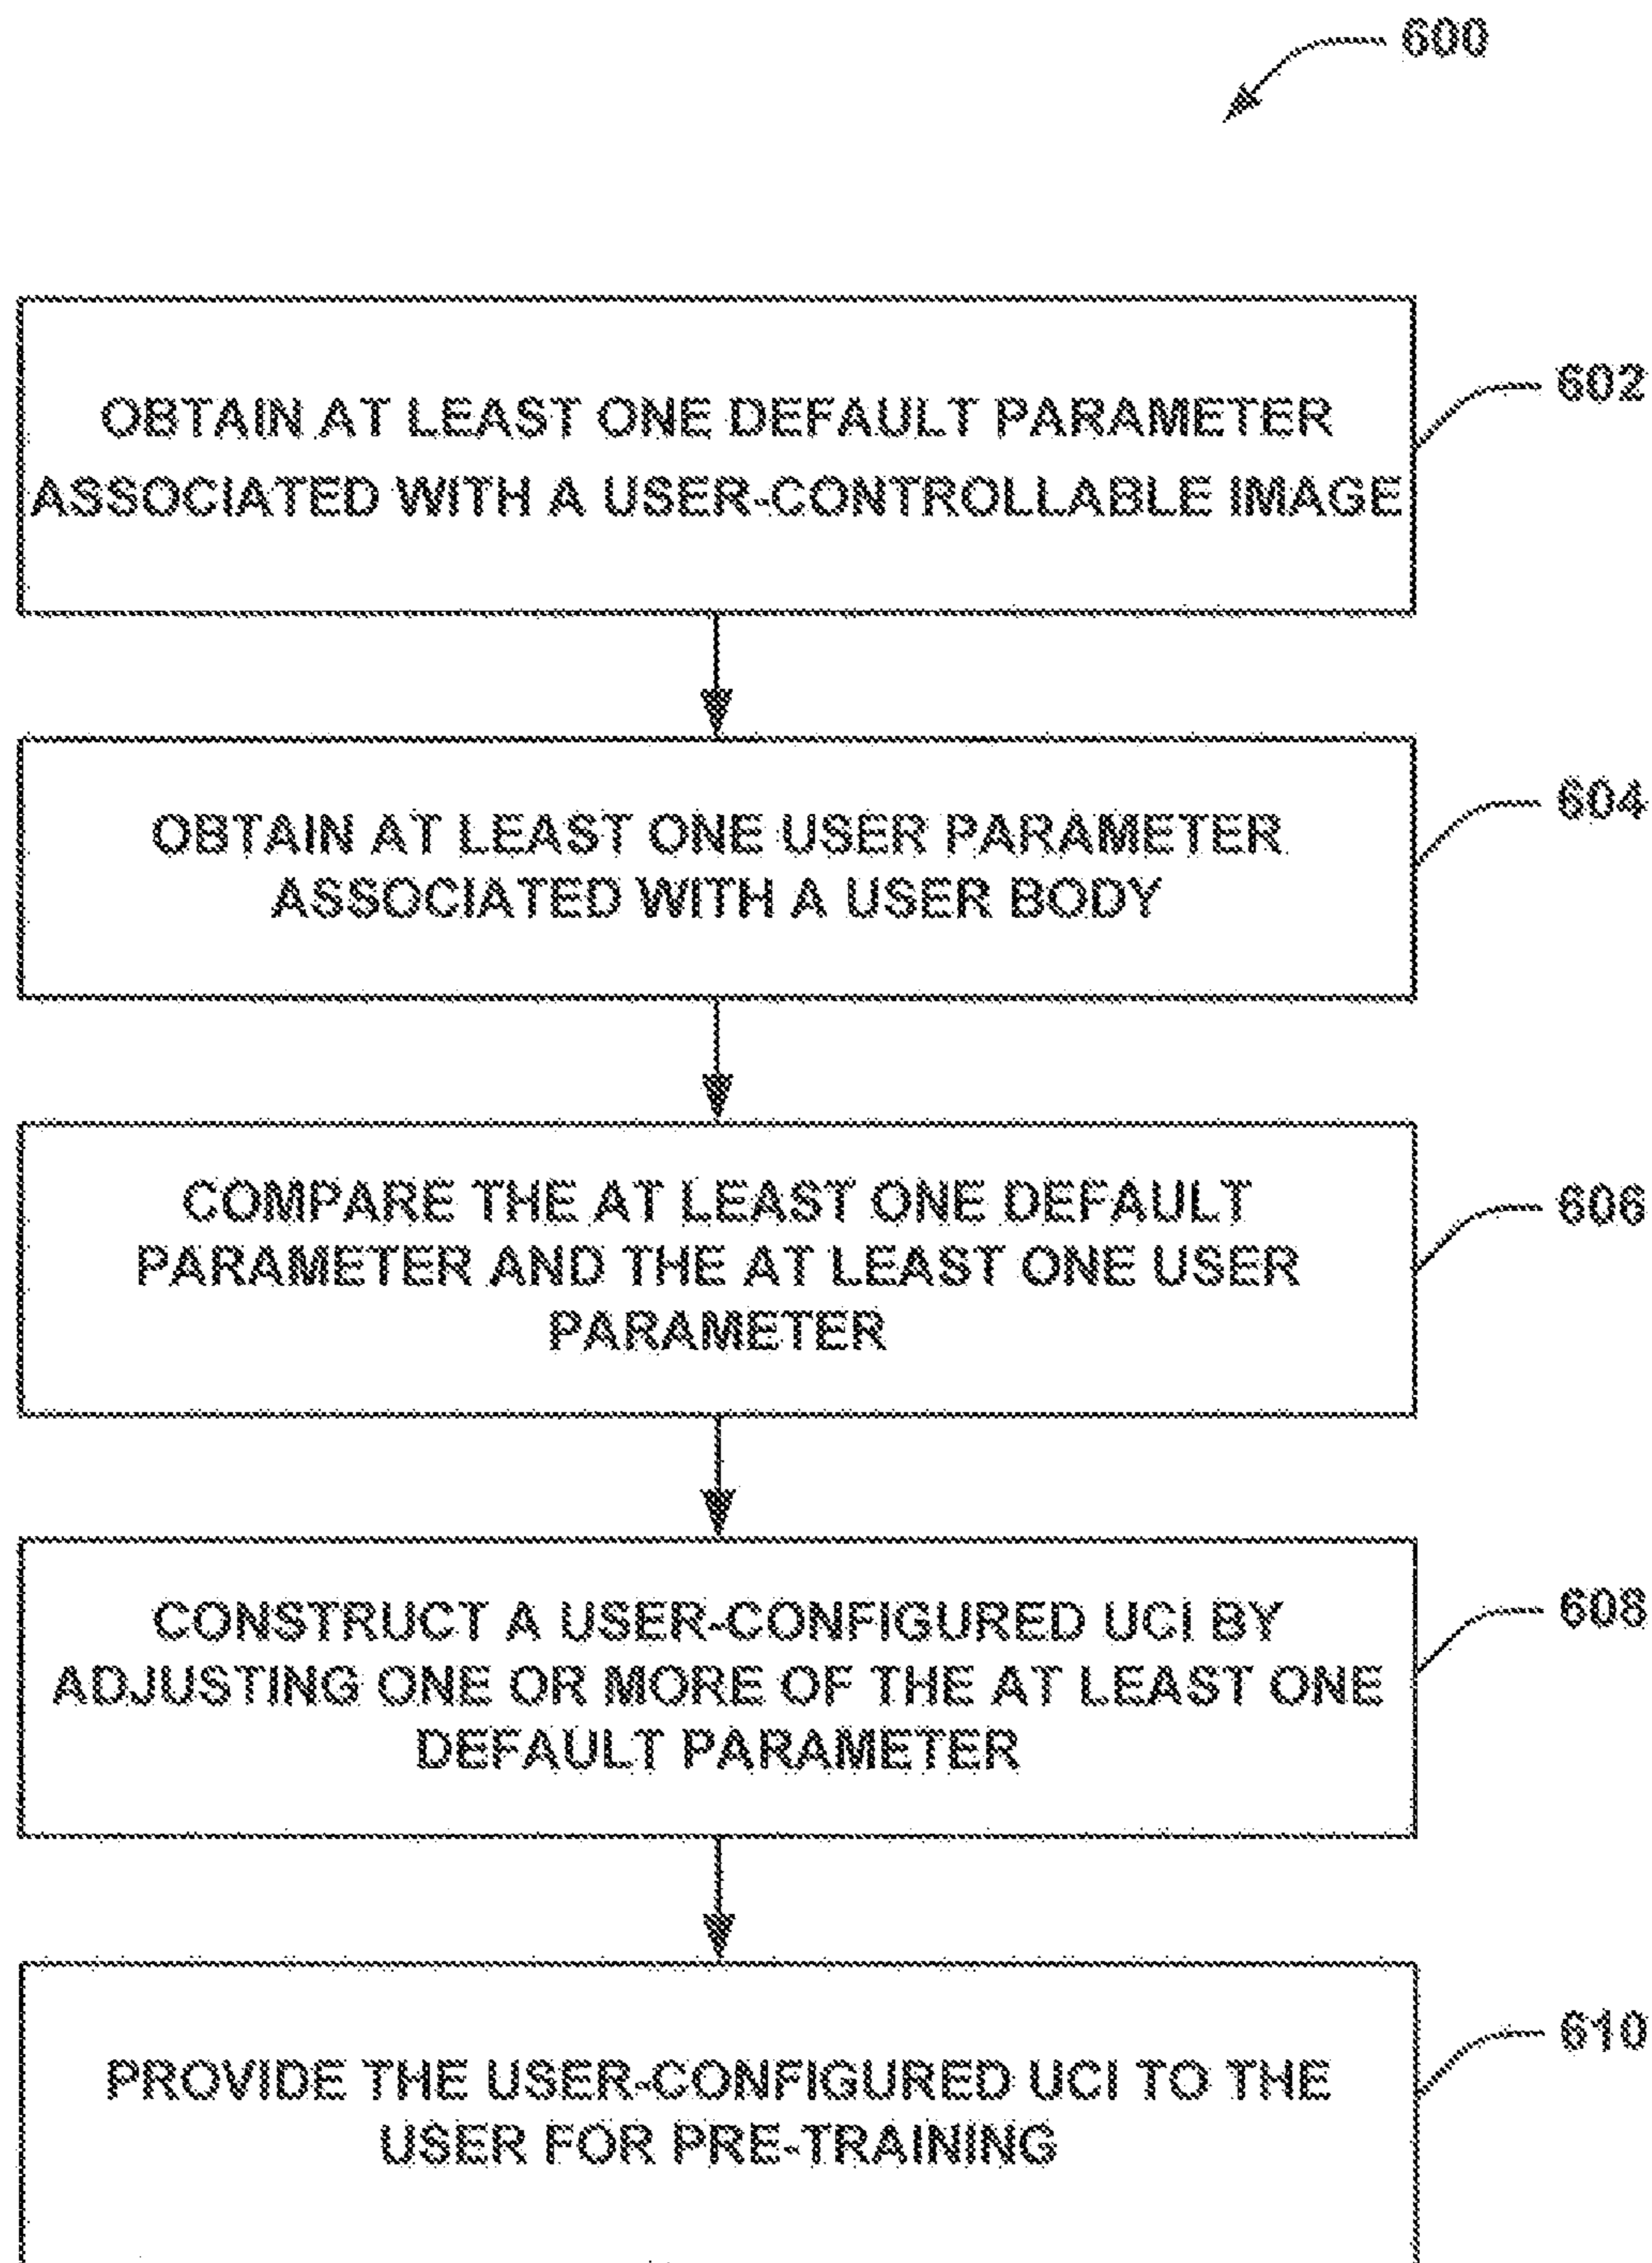 600
OBTAIN AT LEAST ONE DEFAULT PARAMETER
ASSOCIATED WITH A USER-CONTROLLABLE IMAGE
602
OBTAIN AT LEAST ONE USER PARAMETER
ASSOCIATED WITH A USER BODY
604
COMPARE THE AT LEAST ONE DEFAULT
PARAMETER AND THE AT LEAST ONE USER
PARAMETER
606
CONSTRUCT A USER-CONFIGURED UCI BY
ADJUSTING ONE OR MORE OF THE AT LEAST ONE
DEFAULT PARAMETER
608
PROVIDE THE USER-CONFIGURED UCI TO THE
USER FOR PRE-TRAINING
610